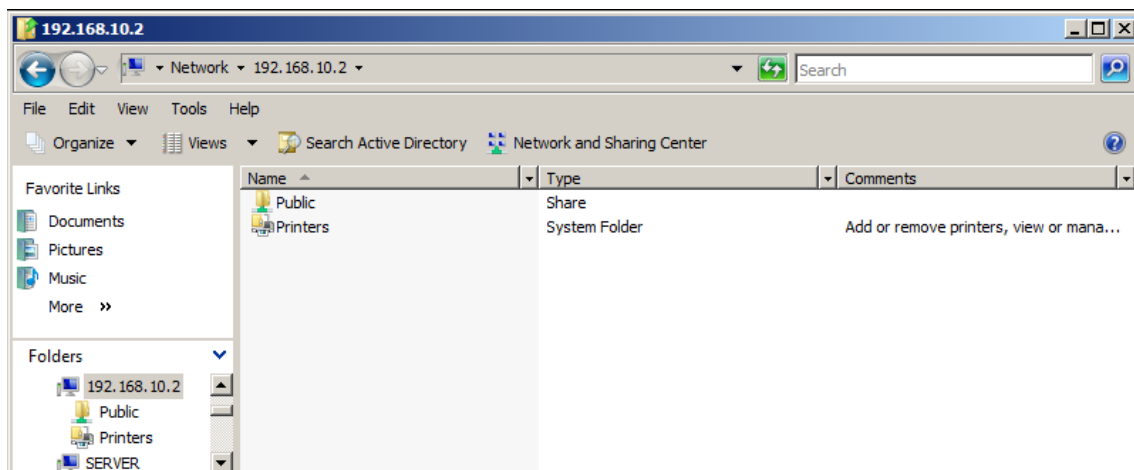 192.168.10.2
Network 192.168.10.2 Search
File Edit View Tools Help
Organize Views Search Active Directory Network and Sharing Center
Favorite Links
Documents
Pictures
Music
More »
Folders
192.168.10.2
Public
Printers
SERVER
Name Type Comments
Public Share
Printers System Folder Add or remove printers, view or mana...